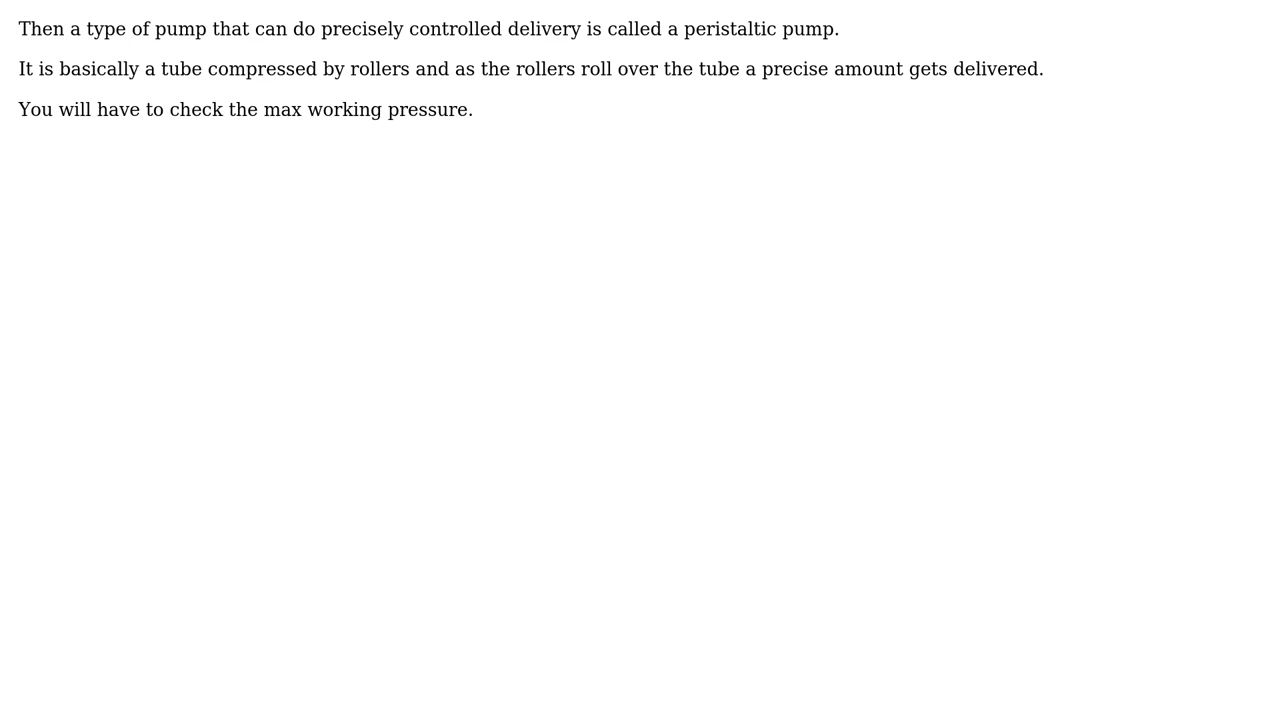 Then a type of pump that can do precisely controlled delivery is called a peristaltic pump.
It is basically a tube compressed by rollers and as the rollers roll over the tube a precise amount gets delivered.
You will have to check the max working pressure.